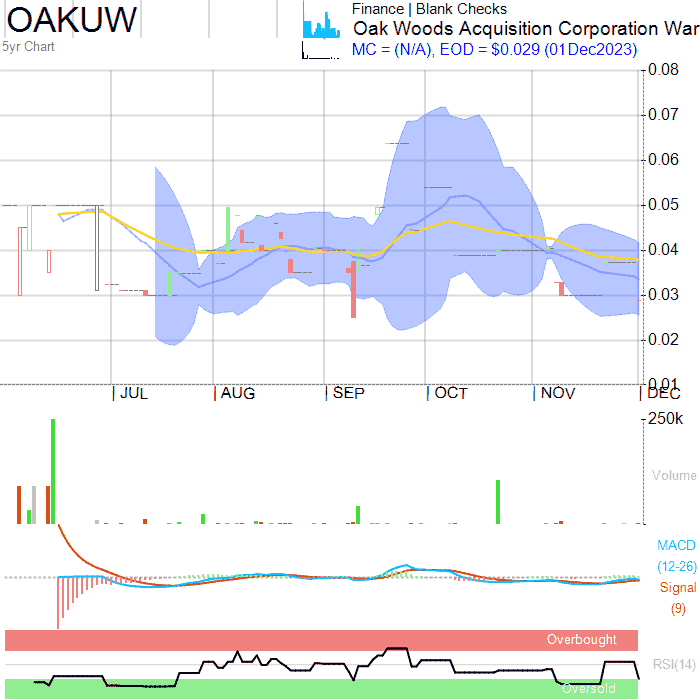 OAKUW
5yr Chart
Finance | Blank Checks
Oak Woods Acquisition Corporation War
MC = (N/A), EOD = $0.029 (01Dec2023)
0.08
0.07
0.06
0.05
0.04
0.03
0.02
0.01
JUL AUG SEP OCT NOV DEC
250k
Volume
MACD
(12-26)
Signal
(9)
Overbought
RSI(14)
Oversold